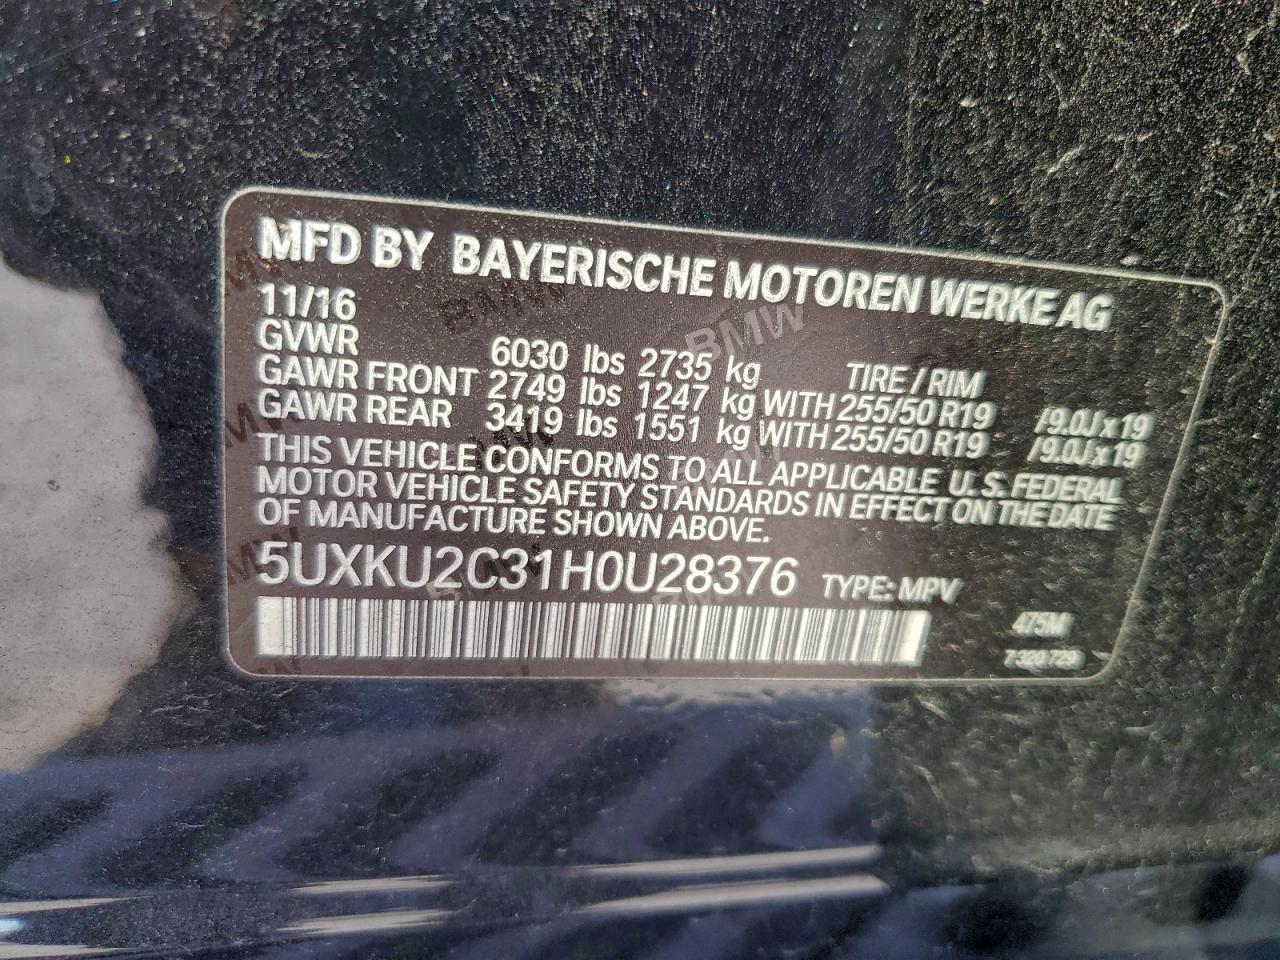 MFD BY BAYERISCHE MOTOREN WERKE AG
11/16
GVWR 6030 lbs 2735 kg TIRE/RIM
GAWR FRONT 2749 lbs 1247 kg WITH 255/50 R19 /9.0J x 19
GAWR REAR 3419 lbs 1551 kg WITH 255/50 R19 /9.0J x 19
THIS VEHICLE CONFORMS TO ALL APPLICABLE U.S. FEDERAL
MOTOR VEHICLE SAFETY STANDARDS IN EFFECT ON THE DATE
OF MANUFACTURE SHOWN ABOVE.
5UXKU2C31H0U28376 TYPE: MPV
475M